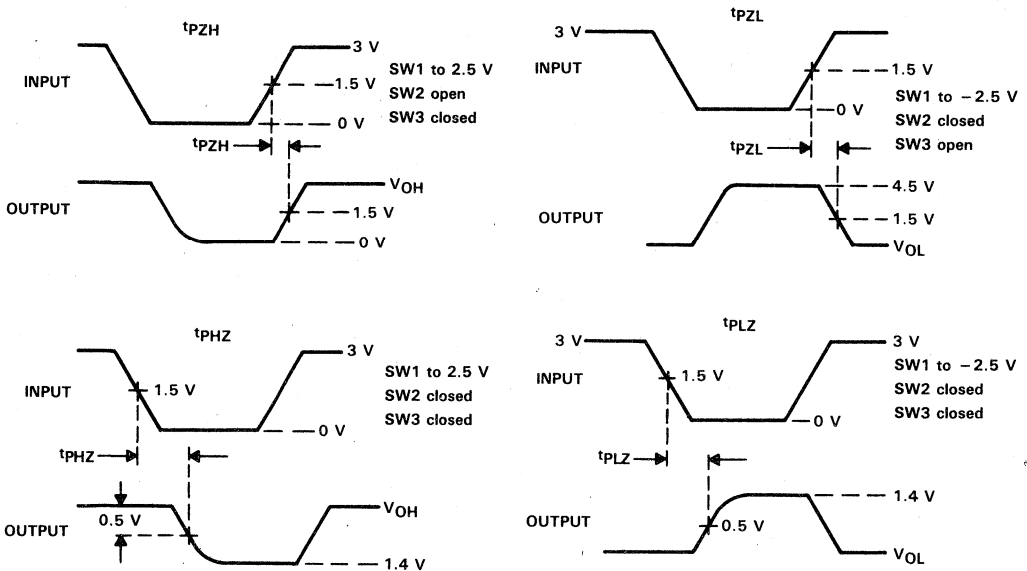 tPZH
3 V
INPUT
1.5 V
0 V
SW1 to 2.5 V
SW2 open
SW3 closed
tPZH
OUTPUT
VOH
1.5 V
0 V
tPZL
3 V
INPUT
1.5 V
0 V
SW1 to −2.5 V
SW2 closed
SW3 open
tPZL
OUTPUT
4.5 V
1.5 V
VOL
tPHZ
3 V
INPUT
1.5 V
0 V
SW1 to 2.5 V
SW2 closed
SW3 closed
tPHZ
OUTPUT
0.5 V
VOH
1.4 V
tPLZ
3 V
INPUT
1.5 V
0 V
SW1 to −2.5 V
SW2 closed
SW3 closed
tPLZ
OUTPUT
0.5 V
1.4 V
VOL